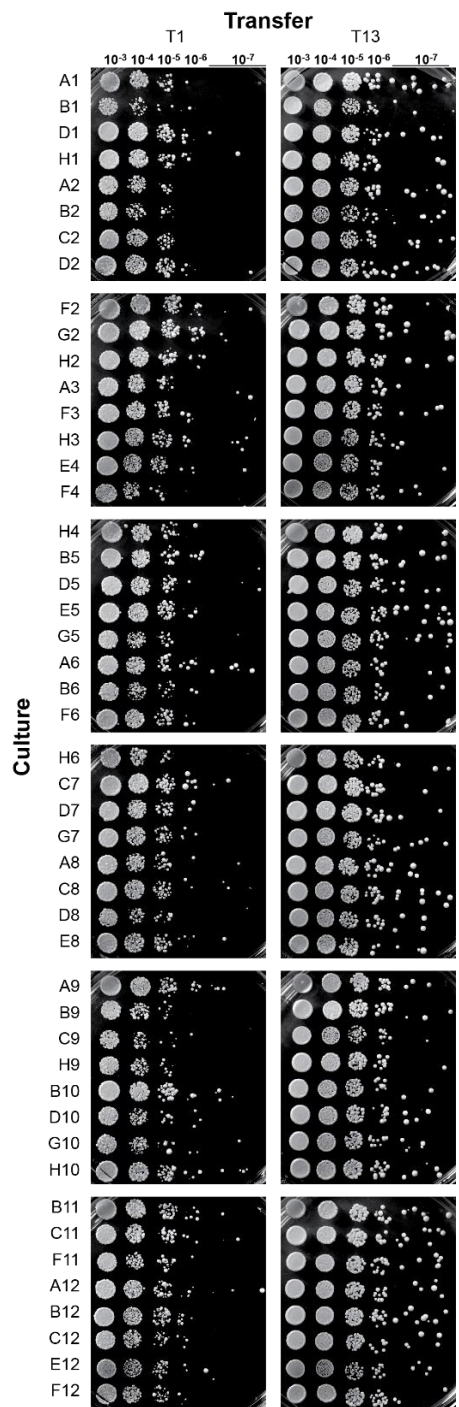 Transfer
T1 T13
10-3 10-4 10-5 10-6 10-7 10-3 10-4 10-5 10-6 10-7
A1
B1
D1
H1
A2
B2
C2
D2
F2
G2
H2
A3
F3
H3
E4
F4
H4
B5
D5
E5
G5
A6
B6
F6
Culture
H6
C7
D7
G7
A8
C8
D8
E8
A9
B9
C9
H9
B10
D10
G10
H10
B11
C11
F11
A12
B12
C12
E12
F12